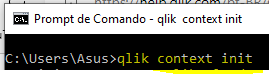 Prompt de Comando - qlik context init
C:\Users\Asus>qlik context init